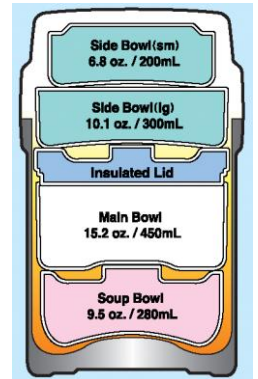 Side Bowl(sm)
6.8 oz. / 200mL
Side Bowl(lg)
10.1 oz. / 300mL
Insulated Lid
Main Bowl
15.2 oz. / 450mL
Soup Bowl
9.5 oz. / 280mL